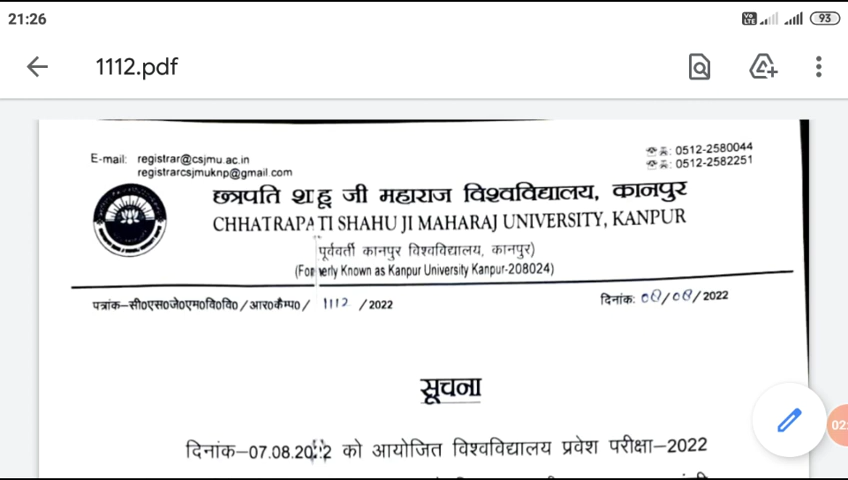 21:26
93
1112.pdf
E-mail: registrar@csjmu.ac.in
registrarcsjmuknp@gmail.com
0512-2580044
0512-2582251
छत्रपति शाहू जी महाराज विश्वविद्यालय, कानपुर
CHHATRAPATI SHAHU JI MAHARAJ UNIVERSITY, KANPUR
पूर्ववर्ती कानपुर विश्वविद्यालय, कानपुर)
(Formerly Known as Kanpur University Kanpur-208024)
पत्रांक–सी0एस0जे0एम0वि0वि0/आर0कैम्प0/ 1112 /2022
दिनांक: 08/08/2022
सूचना
दिनांक–07.08.2022 को आयोजित विश्वविद्यालय प्रवेश परीक्षा–2022